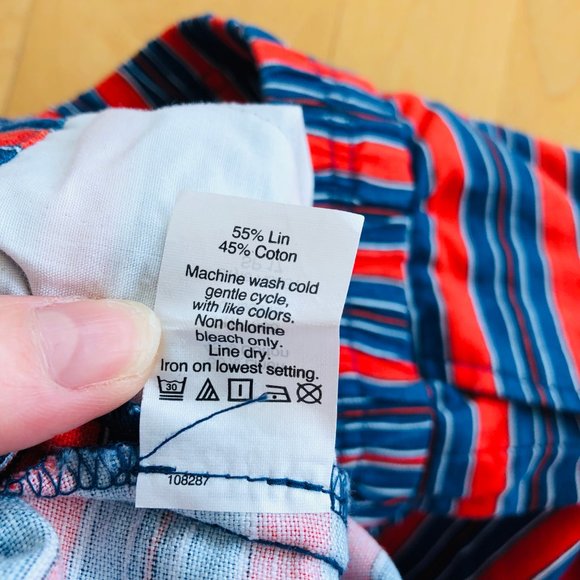 55% Lin
45% Coton
Machine wash cold
gentle cycle,
with like colors.
Non chlorine
bleach only.
Line dry.
Iron on lowest setting.
30
108287